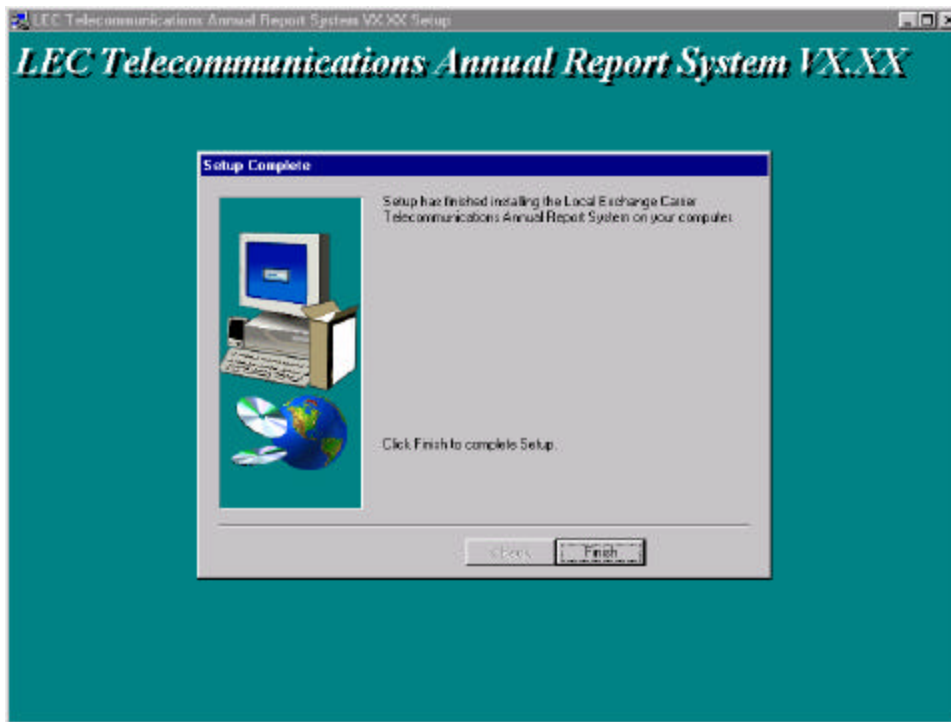 LEC Telecommunications Annual Report System VX.XX Setup
LEC Telecommunications Annual Report System VX.XX
Setup Complete
Setup has finished installing the Local Exchange Carrier
Telecommunications Annual Report System on your computer.
Click Finish to complete Setup.
< Back
Finish